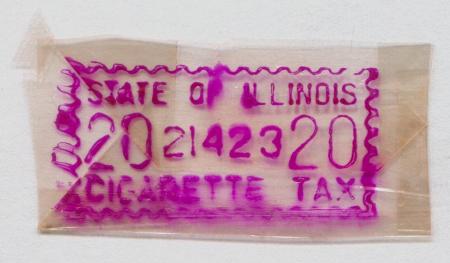 STATE OF ILLINOIS
20 21423 20
CIGARETTE TAX